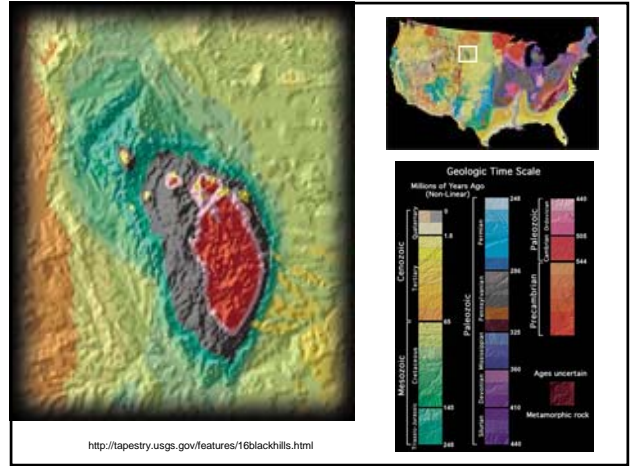 Geologic Time Scale
Millions of Years Ago
(Non-Linear)
Cenozoic
Quaternary
Tertiary
Mesozoic
Cretaceous
Triassic-Jurassic
0
1.8
65
145
248
Paleozoic
Permian
Pennsylvanian
Mississippian
Devonian
Silurian
248
286
325
360
410
440
Paleozoic
Ordovician
Cambrian
Precambrian
440
505
544
Ages uncertain
Metamorphic rock
http://tapestry.usgs.gov/features/16blackhills.html